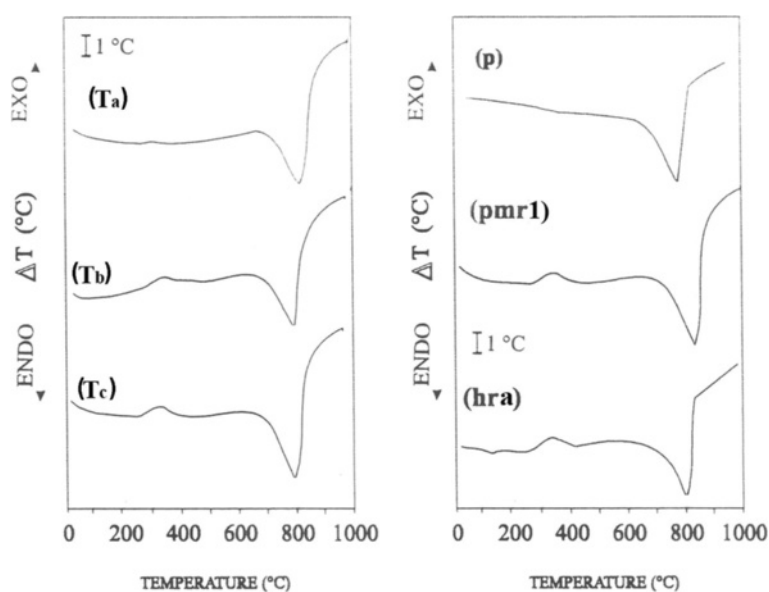 1 °C
(Ta)
(Tb)
(Tc)
EXO
ΔT (°C)
ENDO
0 200 400 600 800 1000
TEMPERATURE (°C)
(p)
(pmr1)
1 °C
(hra)
EXO
ΔT (°C)
ENDO
0 200 400 600 800 1000
TEMPERATURE (°C)